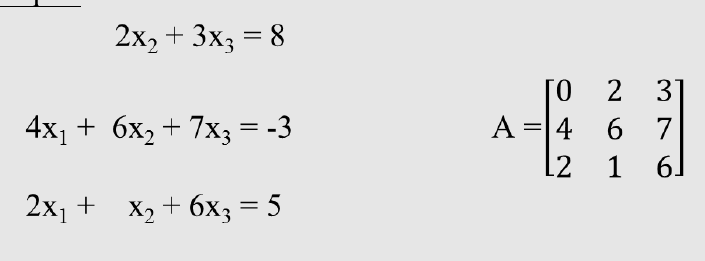 2x₂ + 3x₃ = 8
4x₁ + 6x₂ + 7x₃ = -3
2x₁ + x₂ + 6x₃ = 5
A = [0 2 3
4 6 7
2 1 6]